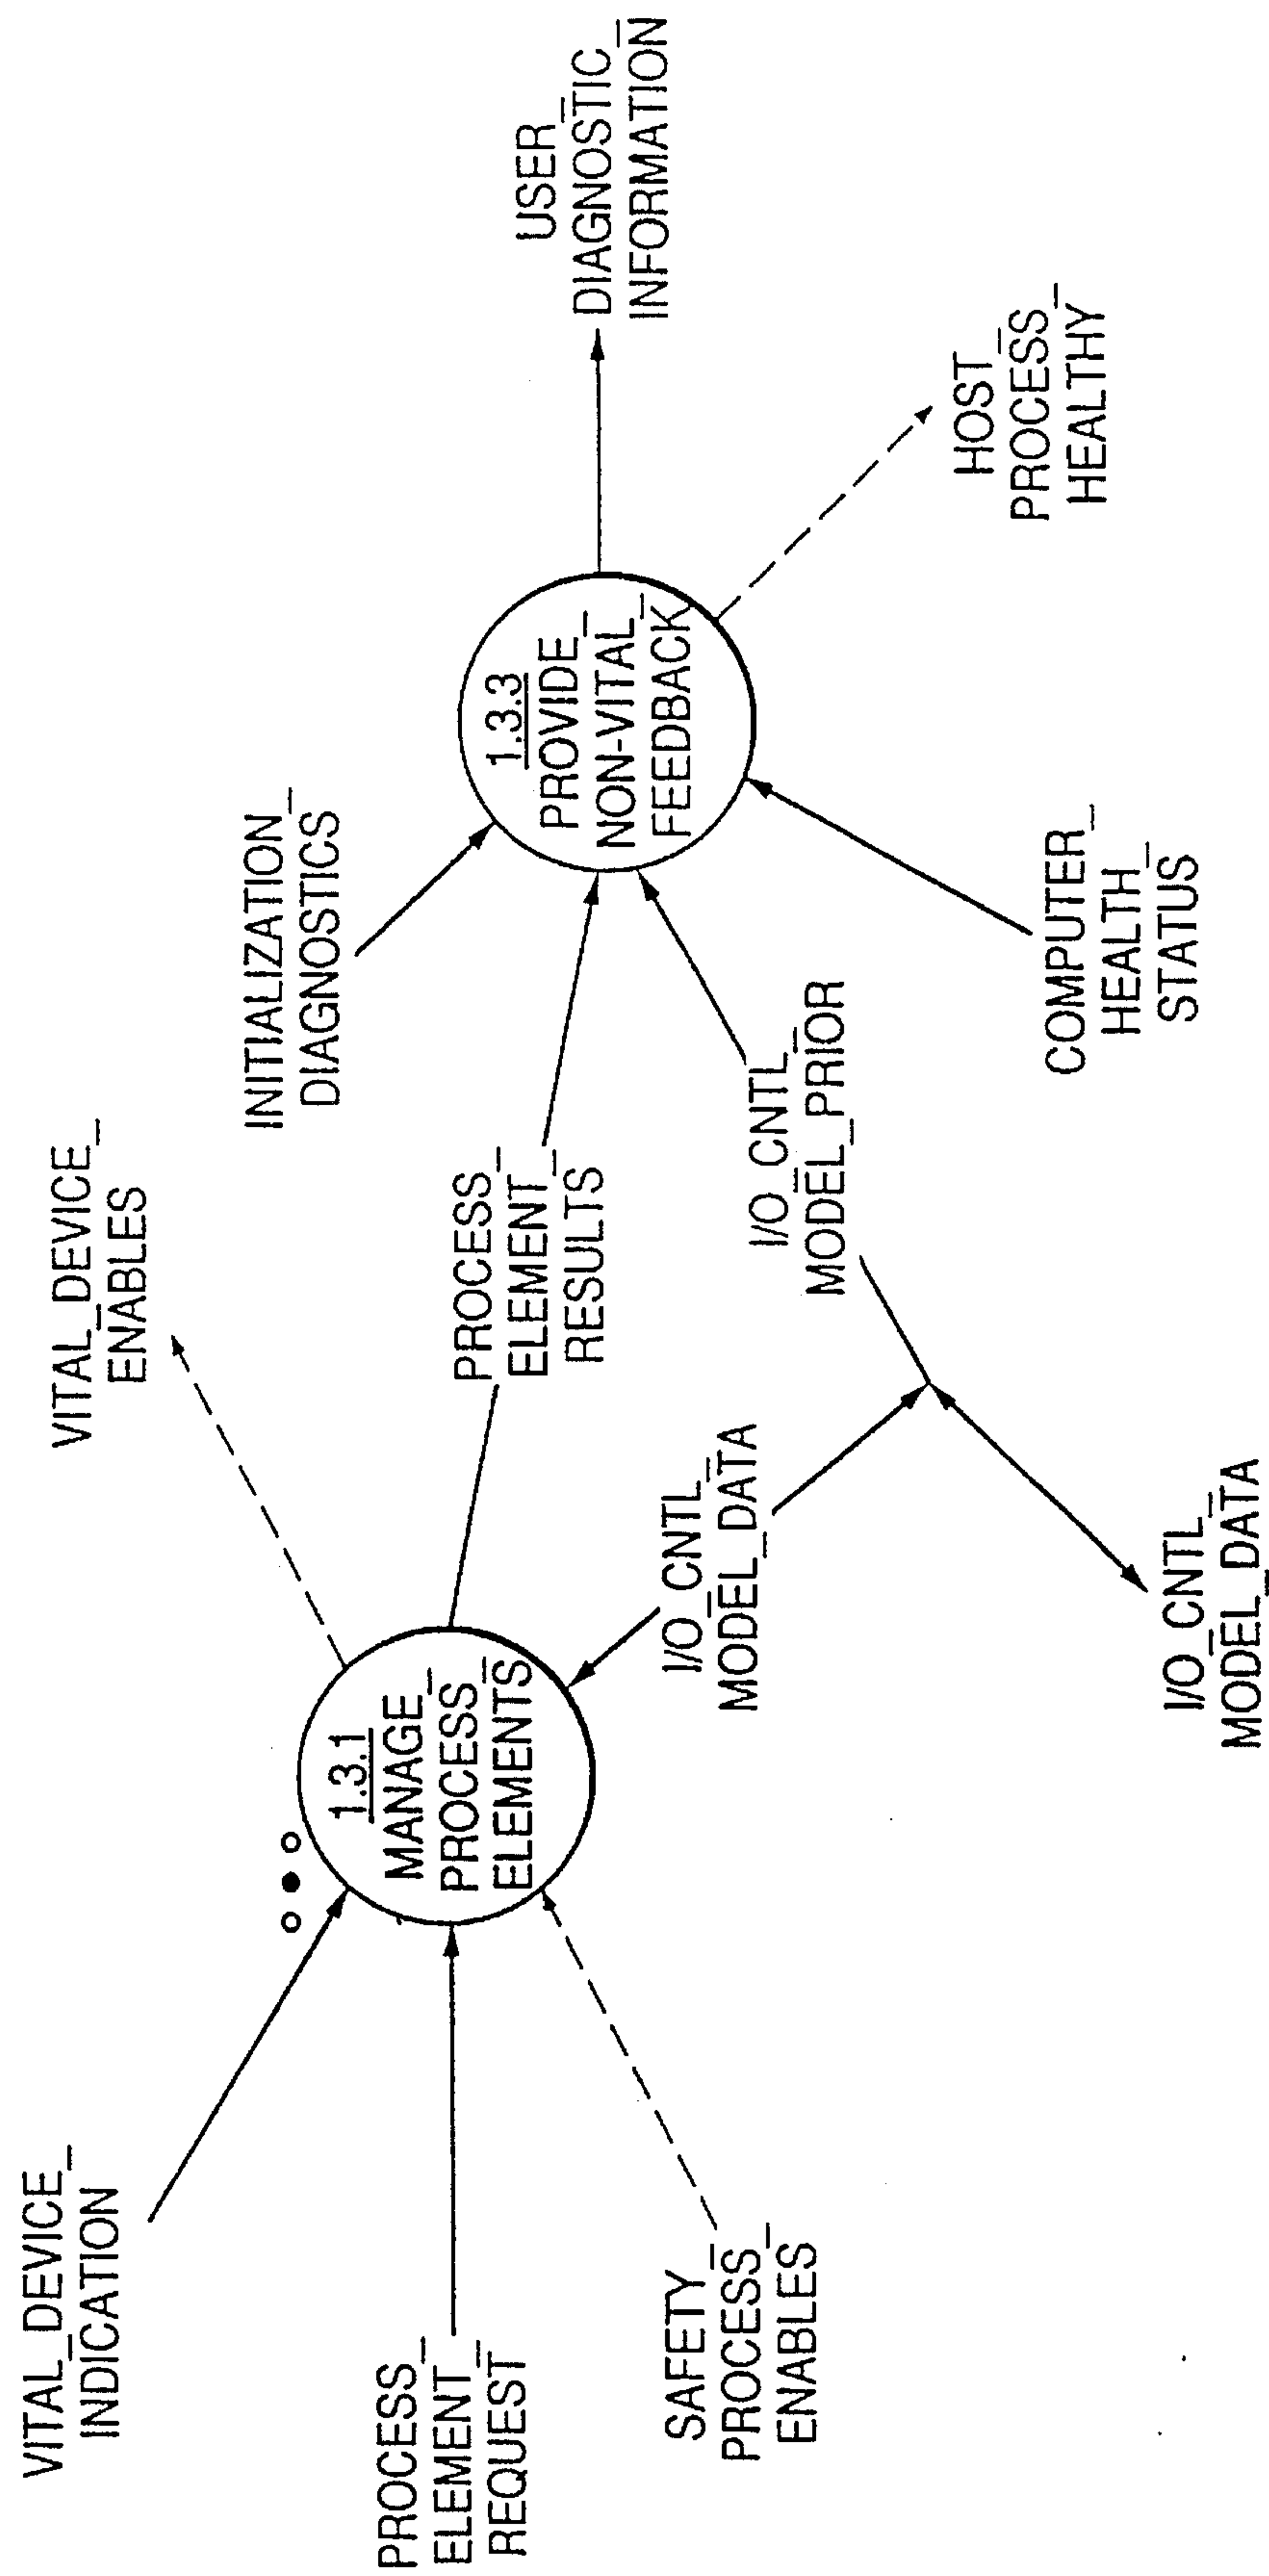 VITAL_DEVICE_
INDICATION
PROCESS_
ELEMENT_
REQUEST
SAFETY_
PROCESS_
ENABLES
1.3.1
MANAGE_
PROCESS_
ELEMENTS
VITAL_DEVICE_
ENABLES
PROCESS_
ELEMENT_
RESULTS
I/O_CNTL_
MODEL_DATA
I/O_CNTL_
MODEL_DATA
I/O_CNTL_
MODEL_PRIOR
INITIALIZATION_
DIAGNOSTICS
COMPUTER_
HEALTH_
STATUS
1.3.3
PROVIDE_
NON-VITAL_
FEEDBACK
USER_
DIAGNOSTIC_
INFORMATION
HOST_
PROCESS_
HEALTHY